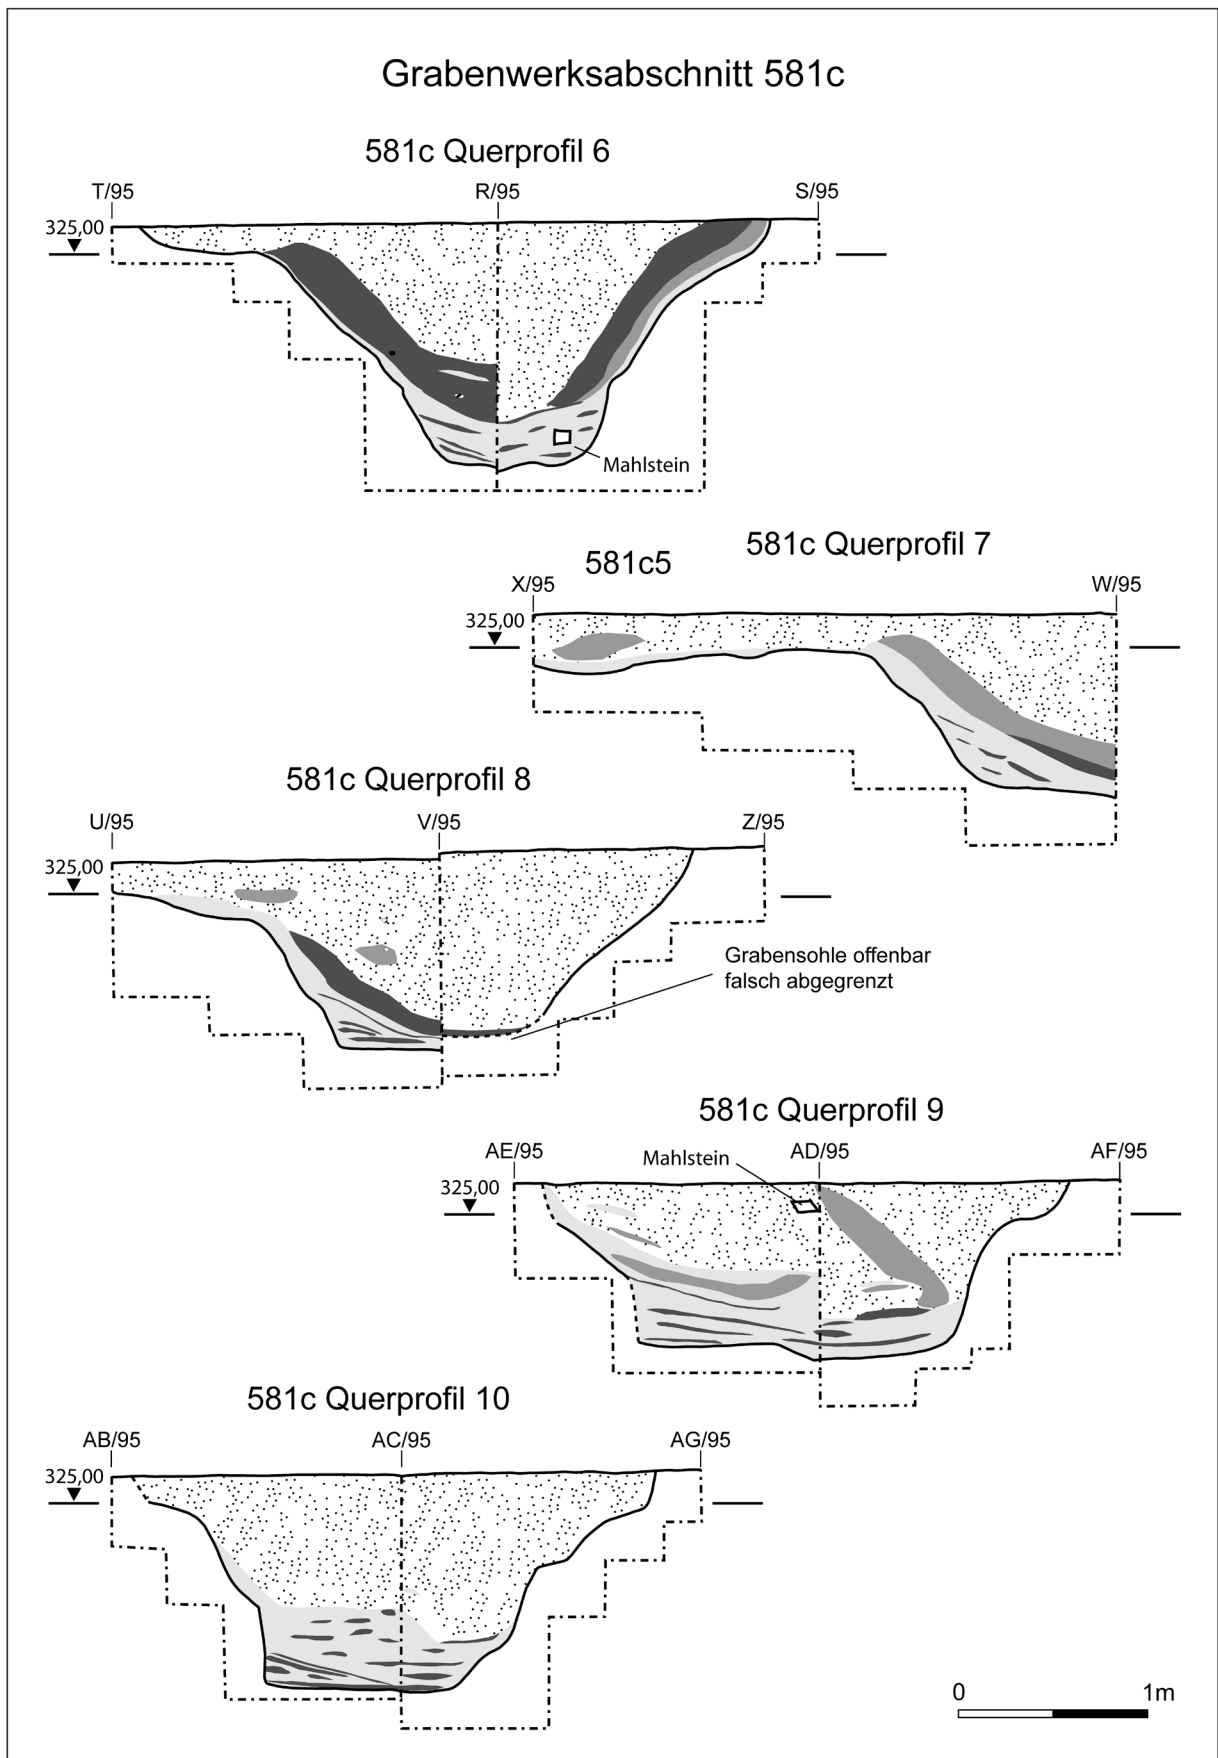 Grabenwerksabschnitt 581c
581c Querprofil 6
T/95 R/95 S/95
325,00
Mahlstein
581c Querprofil 7
581c5
X/95 W/95
325,00
581c Querprofil 8
U/95 V/95 Z/95
325,00
Grabensohle offenbar
falsch abgegrenzt
581c Querprofil 9
AE/95 AD/95 AF/95
Mahlstein
325,00
581c Querprofil 10
AB/95 AC/95 AG/95
325,00
0 1m